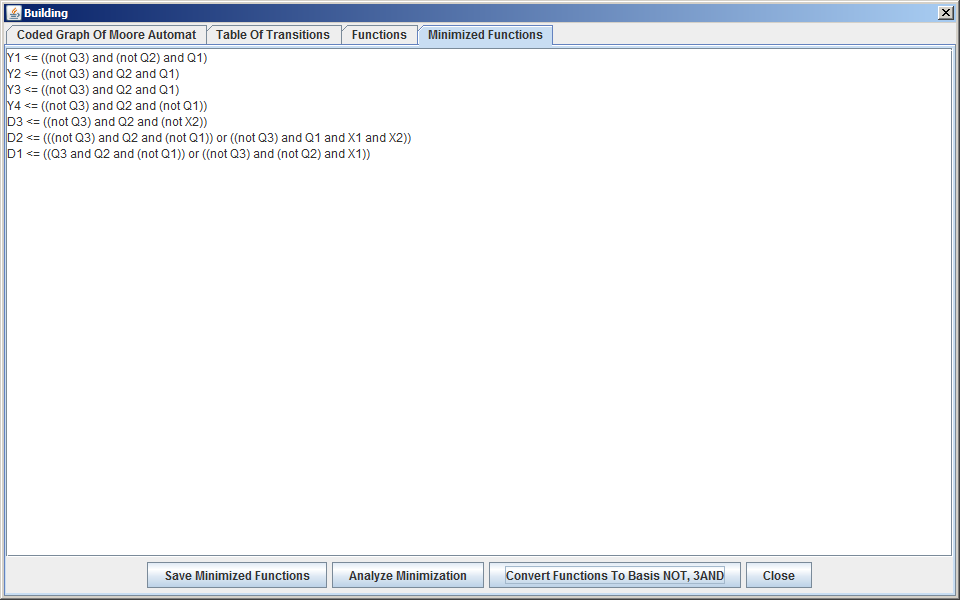 Building
Coded Graph Of Moore Automat Table Of Transitions Functions Minimized Functions
Y1 <= ((not Q3) and (not Q2) and Q1)
Y2 <= ((not Q3) and Q2 and Q1)
Y3 <= ((not Q3) and Q2 and Q1)
Y4 <= ((not Q3) and Q2 and (not Q1))
D3 <= ((not Q3) and Q2 and (not X2))
D2 <= (((not Q3) and Q2 and (not Q1)) or ((not Q3) and Q1 and X1 and X2))
D1 <= ((Q3 and Q2 and (not Q1)) or ((not Q3) and (not Q2) and X1))
Save Minimized Functions Analyze Minimization Convert Functions To Basis NOT, 3AND Close